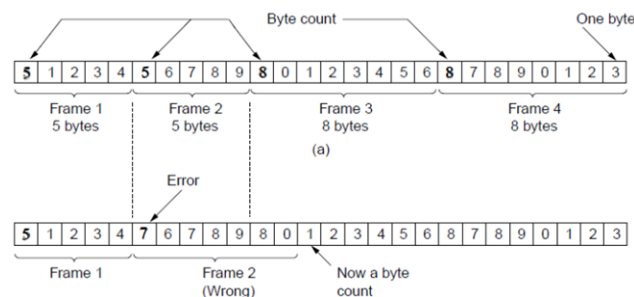 Byte count One byte
5 1 2 3 4 5 6 7 8 9 8 0 1 2 3 4 5 6 8 7 8 9 0 1 2 3
Frame 1 Frame 2 Frame 3 Frame 4
5 bytes 5 bytes 8 bytes 8 bytes
(a)
Error
5 1 2 3 4 7 6 7 8 9 8 0 1 2 3 4 5 6 8 7 8 9 0 1 2 3
Frame 1 Frame 2 Now a byte
(Wrong) count